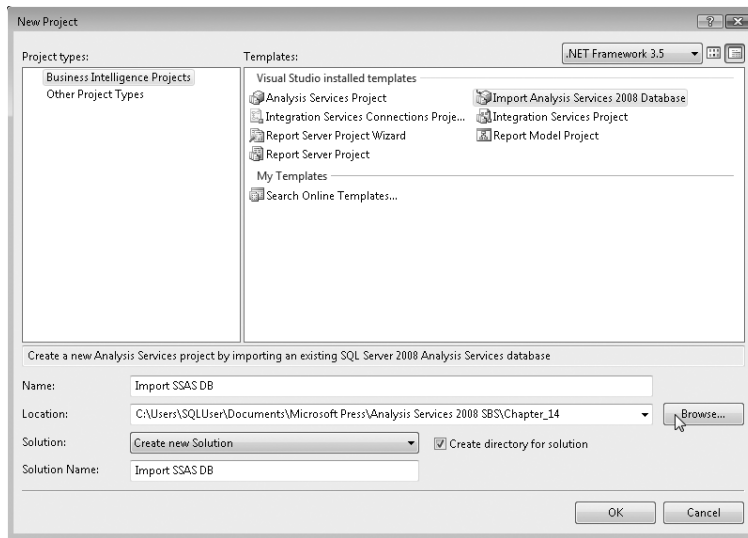 New Project
Project types:
Templates:
.NET Framework 3.5
Business Intelligence Projects
Other Project Types
Visual Studio installed templates
Analysis Services Project
Import Analysis Services 2008 Database
Integration Services Connections Proje...
Integration Services Project
Report Server Project Wizard
Report Model Project
Report Server Project
My Templates
Search Online Templates...
Create a new Analysis Services project by importing an existing SQL Server 2008 Analysis Services database
Name:
Import SSAS DB
Location:
C:\Users\SQLUser\Documents\Microsoft Press\Analysis Services 2008 SBS\Chapter_14
Browse...
Solution:
Create new Solution
Create directory for solution
Solution Name:
Import SSAS DB
OK
Cancel